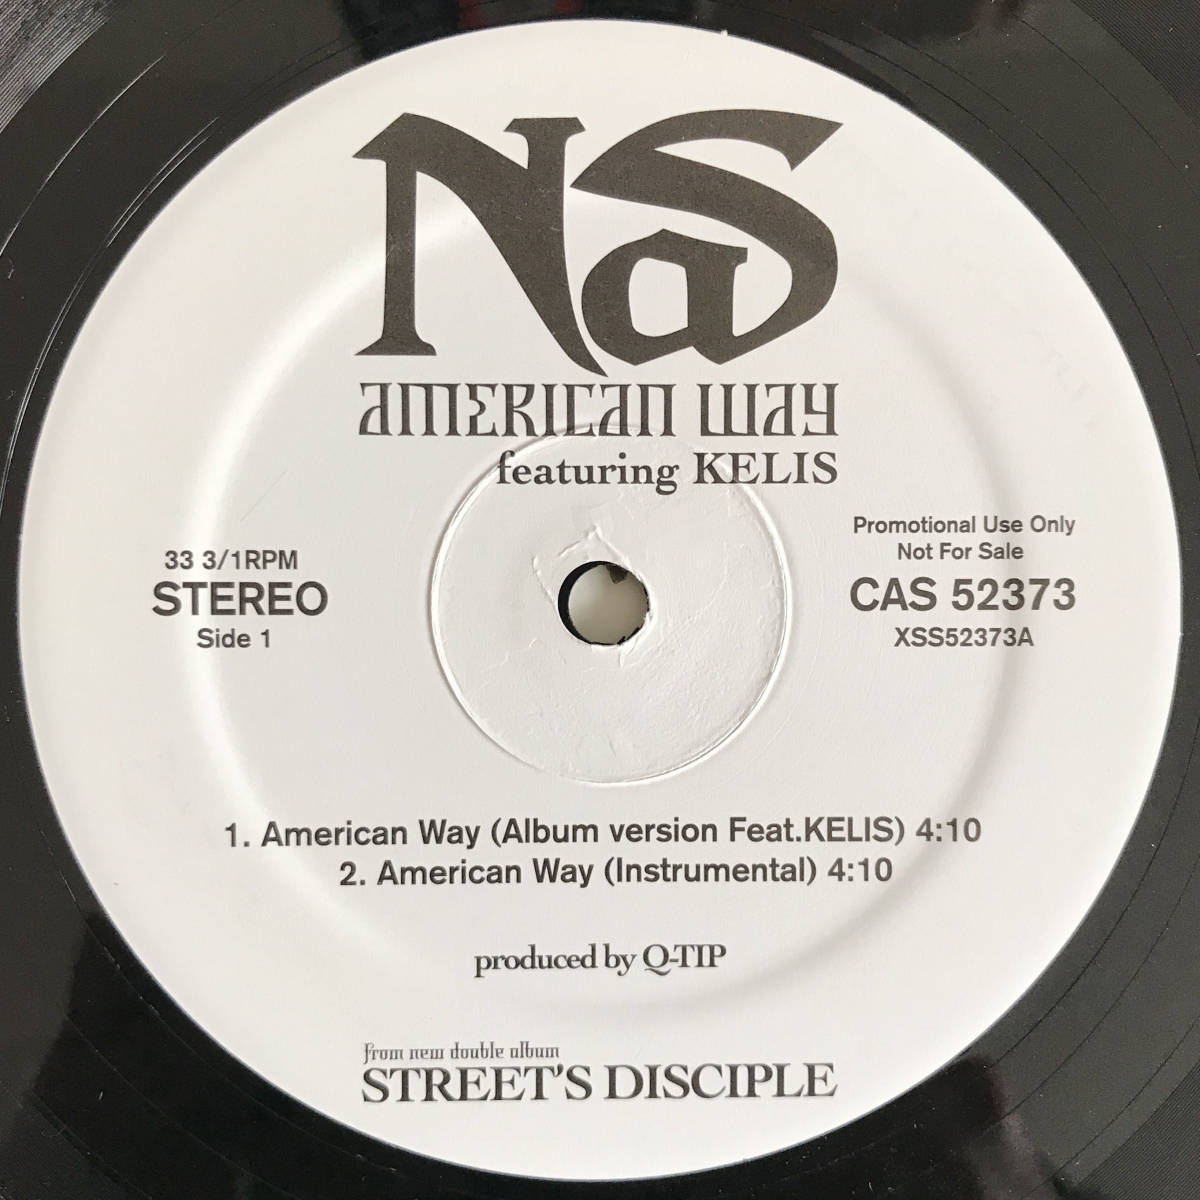 NaS
AMERICAN WAY
featuring KELIS
33 3/1RPM
STEREO
Side 1
Promotional Use Only
Not For Sale
CAS 52373
XSS52373A
1. American Way (Album version Feat.KELIS) 4:10
2. American Way (Instrumental) 4:10
produced by Q-TIP
from new double album
STREET'S DISCIPLE